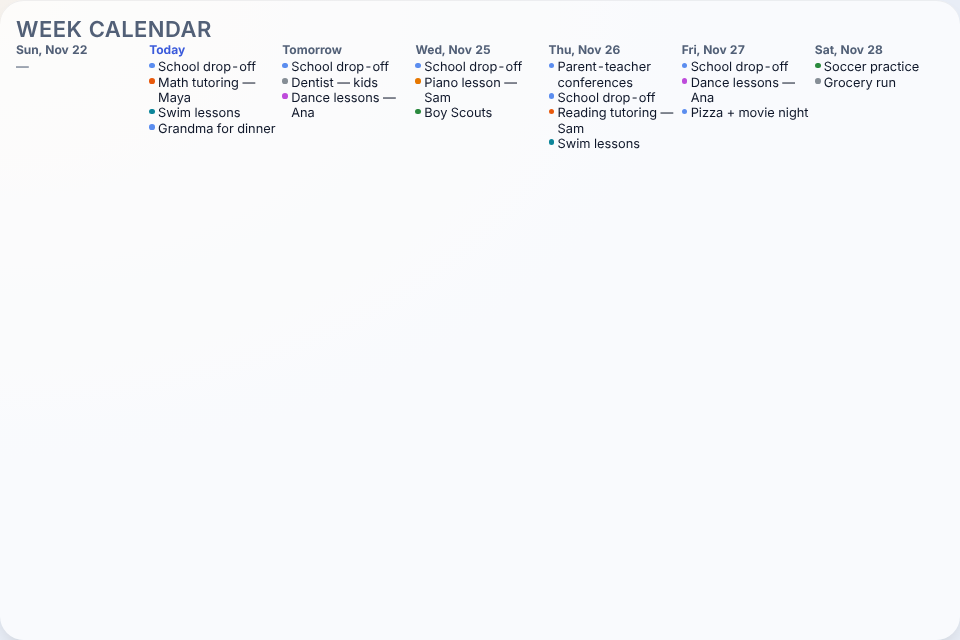 WEEK CALENDAR
Sun, Nov 22
—
Today
School drop-off
Math tutoring —
Maya
Swim lessons
Grandma for dinner
Tomorrow
School drop-off
Dentist — kids
Dance lessons —
Ana
Wed, Nov 25
School drop-off
Piano lesson —
Sam
Boy Scouts
Thu, Nov 26
Parent-teacher
conferences
School drop-off
Reading tutoring —
Sam
Swim lessons
Fri, Nov 27
School drop-off
Dance lessons —
Ana
Pizza + movie night
Sat, Nov 28
Soccer practice
Grocery run